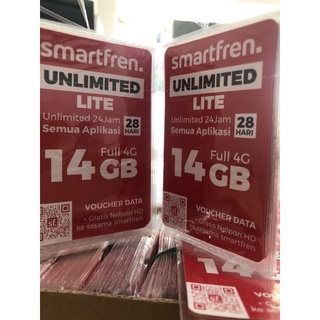 smartfren.
UNLIMITED
LITE
Unlimited 24Jam
Semua Aplikasi
28
HARI
Full 4G
14 GB
VOUCHER DATA
+ Gratis Nelpon HD
ke sesama smartfren
sf.
smartfren.
UNLIMITED
LITE
Unlimited 24Jam
Semua Aplikasi
28
HARI
Full 4G
14 GB
VOUCHER DATA
+ Gratis Nelpon HD
ke sesama smartfren
sf.
14